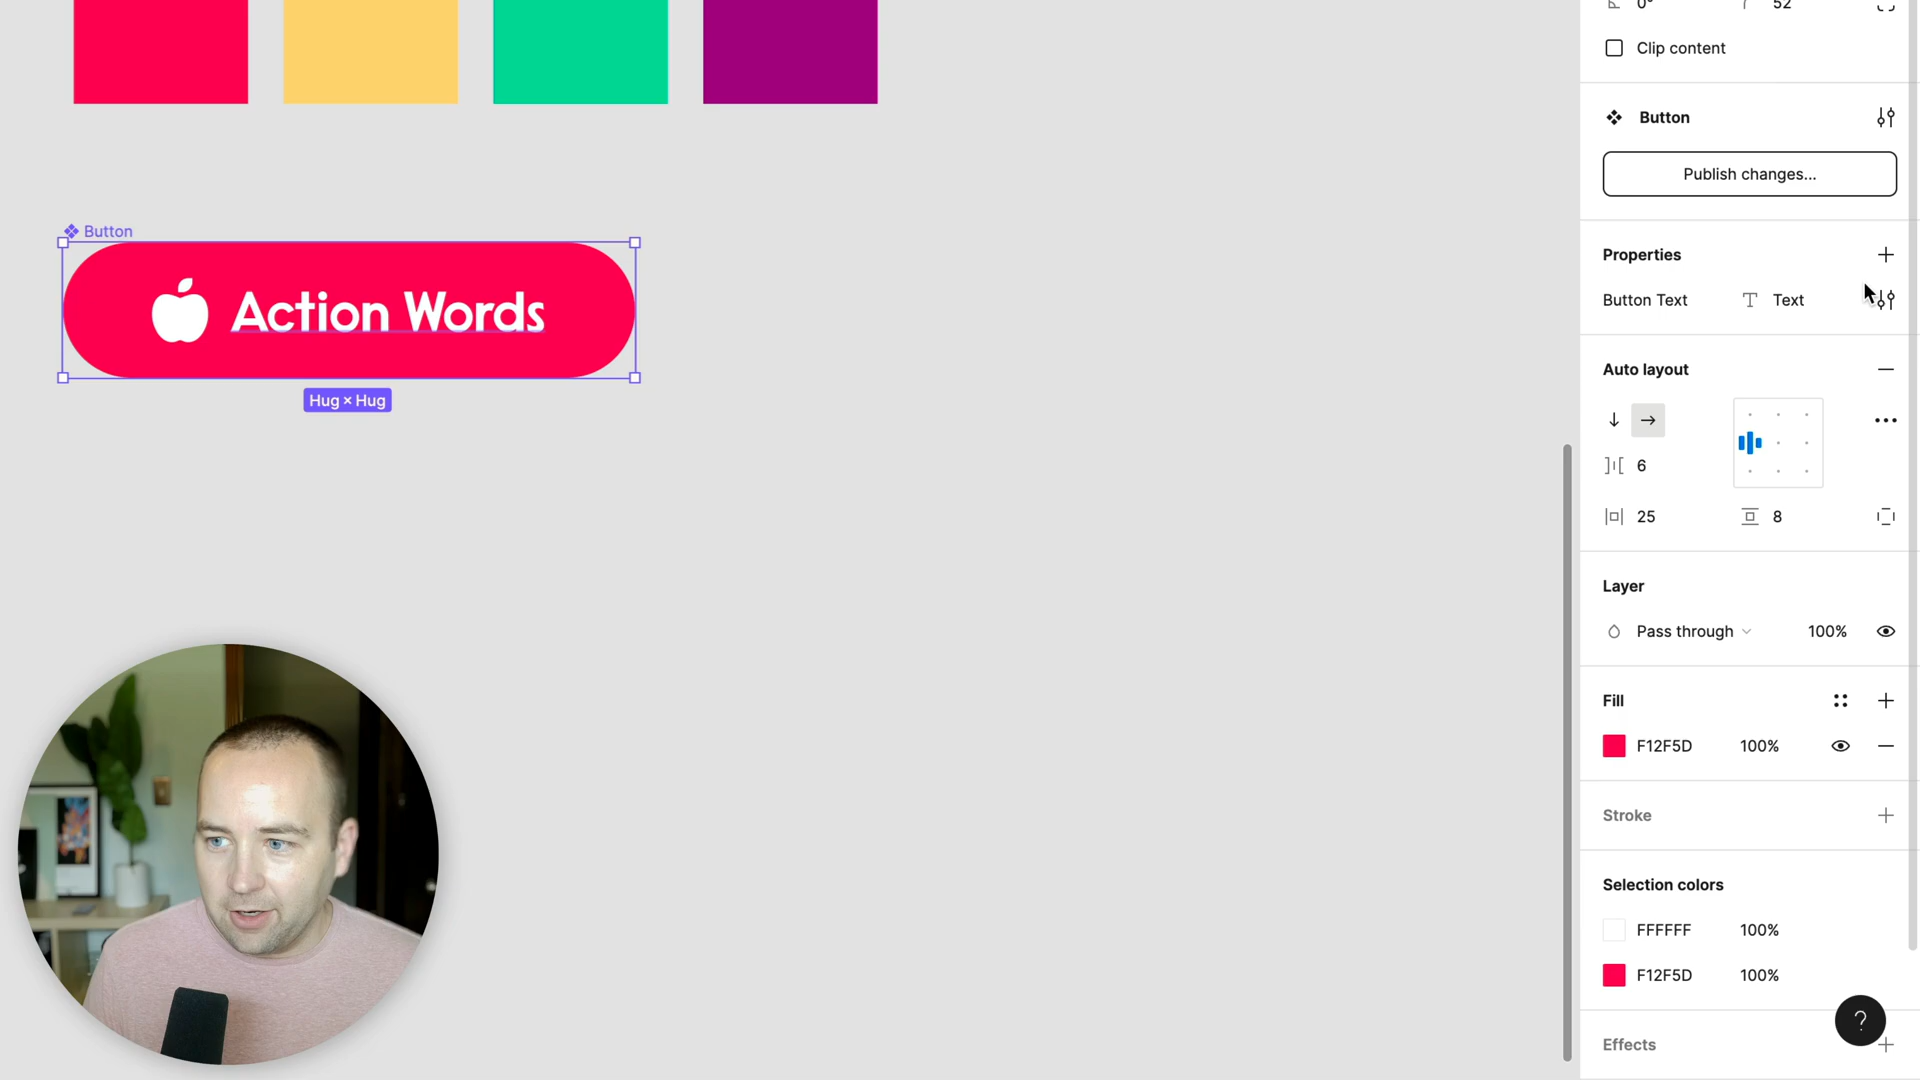 0°
52
Clip content
Button
Publish changes...
Properties
Button Text
Text
Auto layout
6
25
8
Layer
Pass through
100%
Fill
F12F5D
100%
Stroke
Selection colors
FFFFFF
100%
F12F5D
100%
?
Effects
Button
Action Words
Hug × Hug